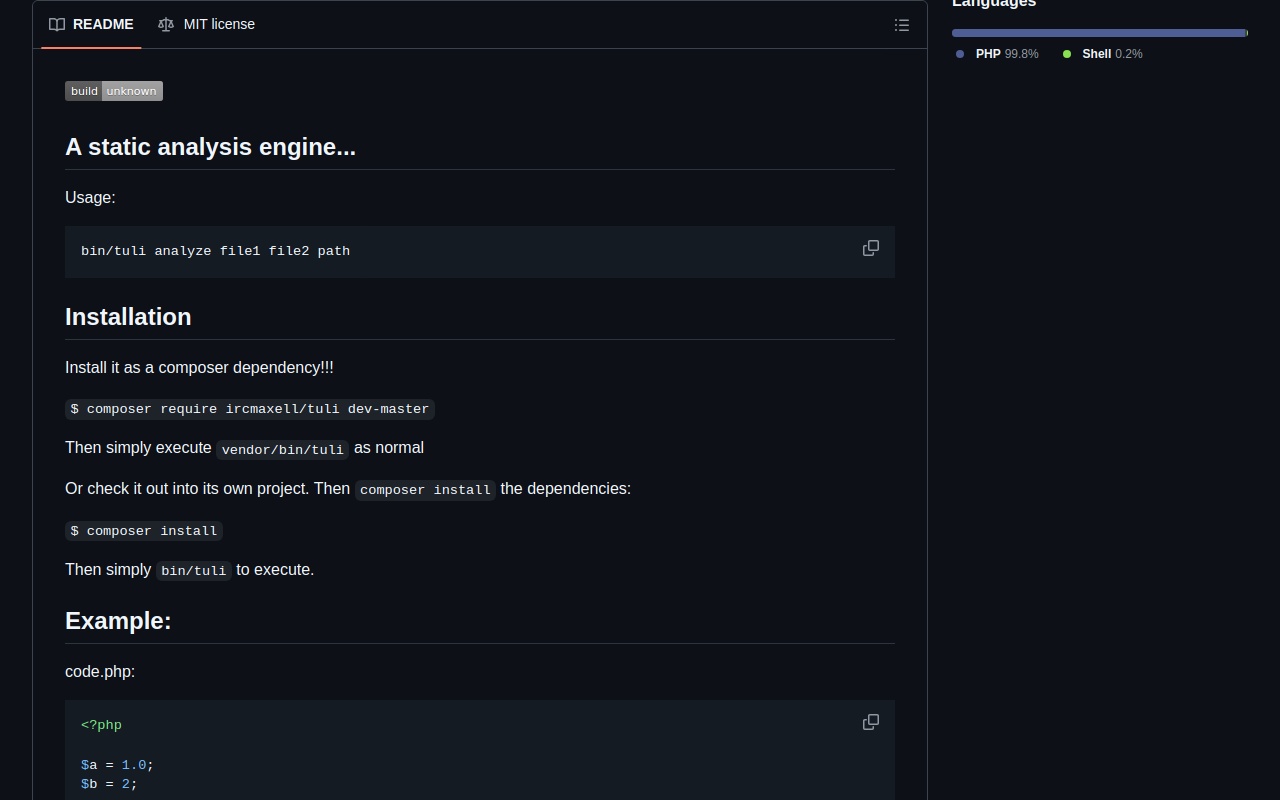 README
MIT license
build unknown
A static analysis engine...
Usage:
bin/tuli analyze file1 file2 path
Installation
Install it as a composer dependency!!!
$ composer require ircmaxell/tuli dev-master
Then simply execute vendor/bin/tuli as normal
Or check it out into its own project. Then composer install the dependencies:
$ composer install
Then simply bin/tuli to execute.
Example:
code.php:
<?php
$a = 1.0;
$b = 2;
Languages
PHP 99.8%
Shell 0.2%